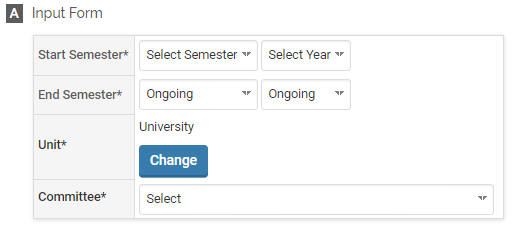 A Input Form
Start Semester* Select Semester Select Year
End Semester* Ongoing Ongoing
University
Unit*
Change
Committee* Select